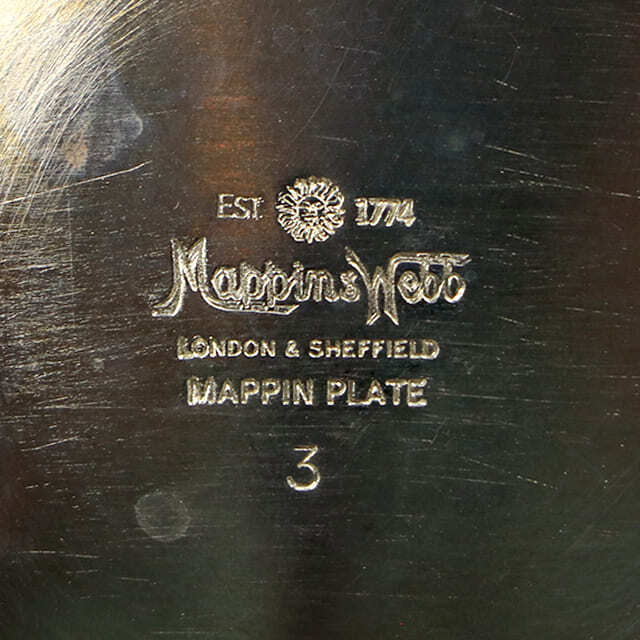 EST. 1774
Mappin & Webb
LONDON & SHEFFIELD
MAPPIN PLATE
3